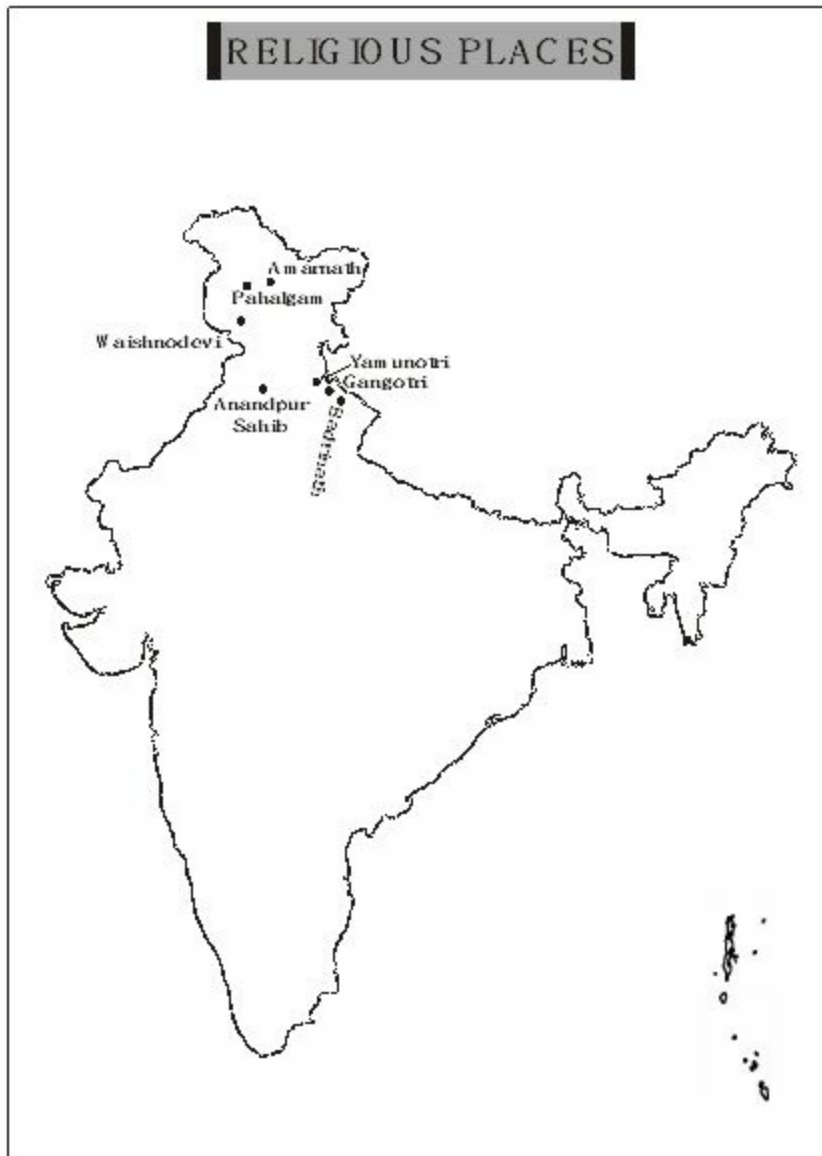 RELIGIOUS PLACES
Amarnath
Pahalgam
Waishnodevi
Yamunotri
Gangotri
Anandpur
Sahib
Badrinath